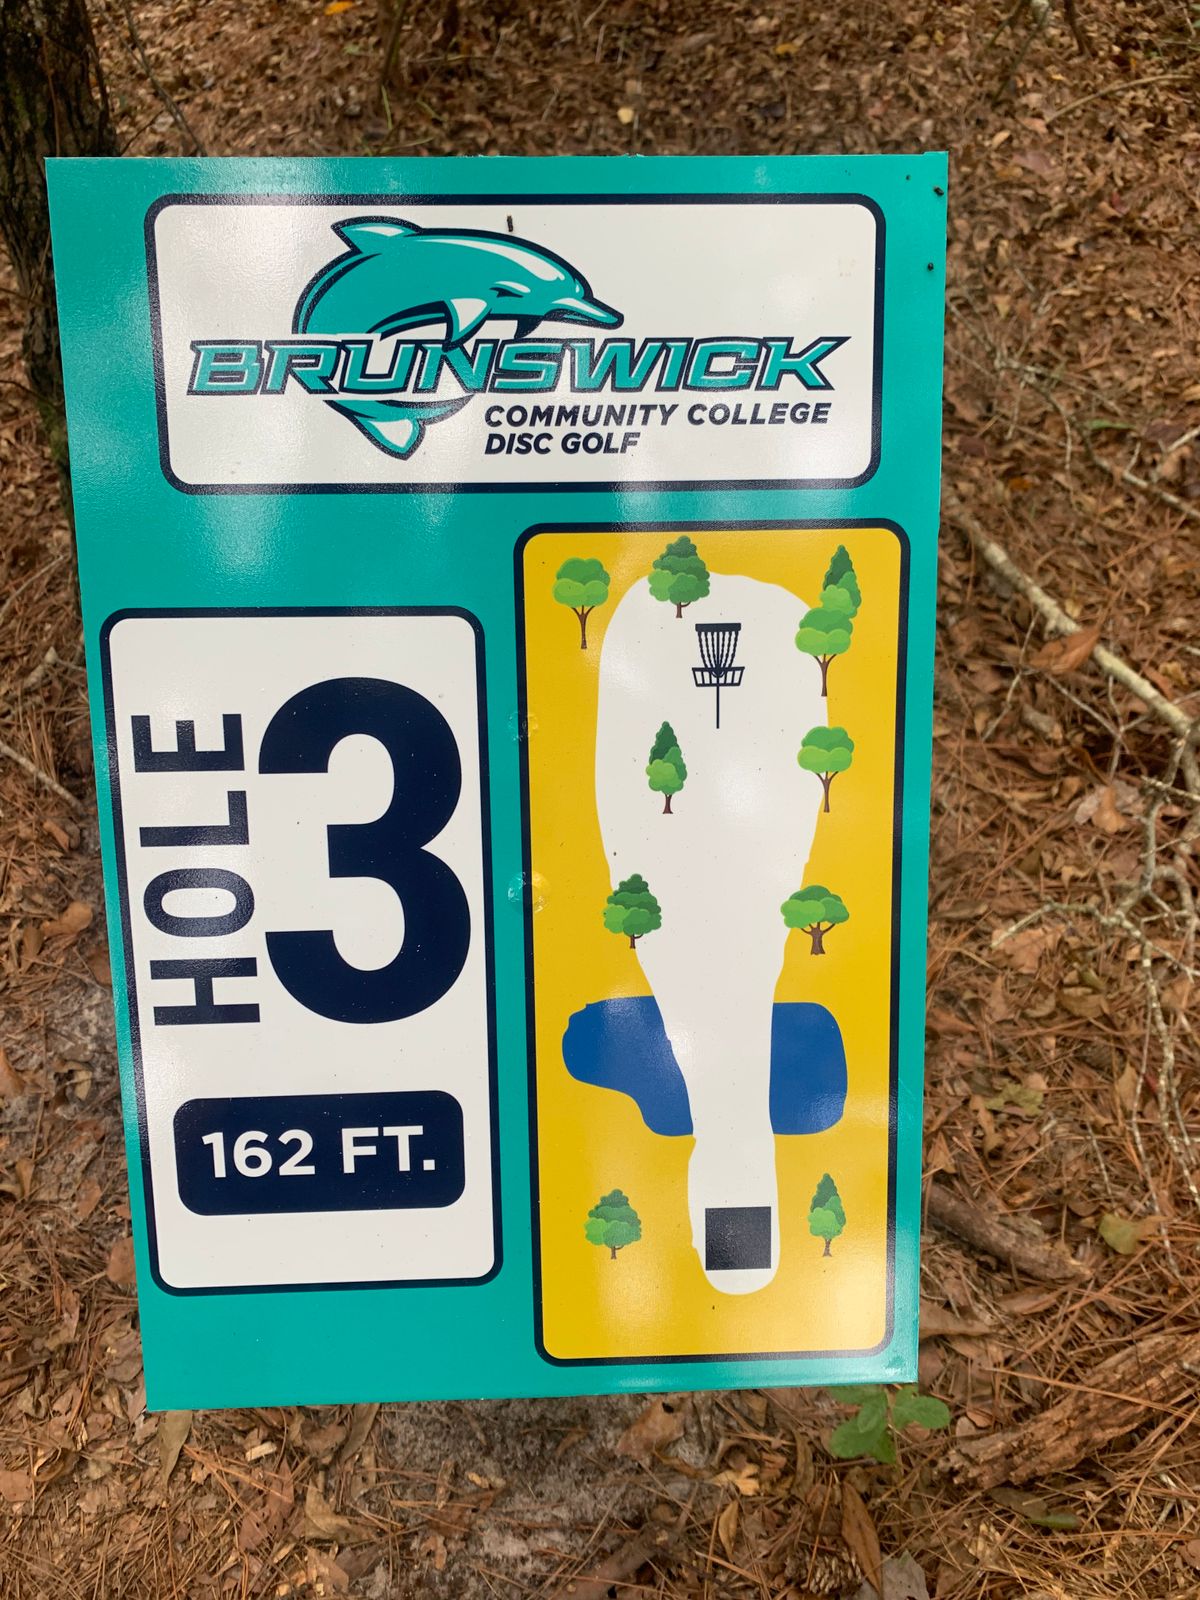 BRUNSWICK
COMMUNITY COLLEGE
DISC GOLF
HOLE
3
162 FT.